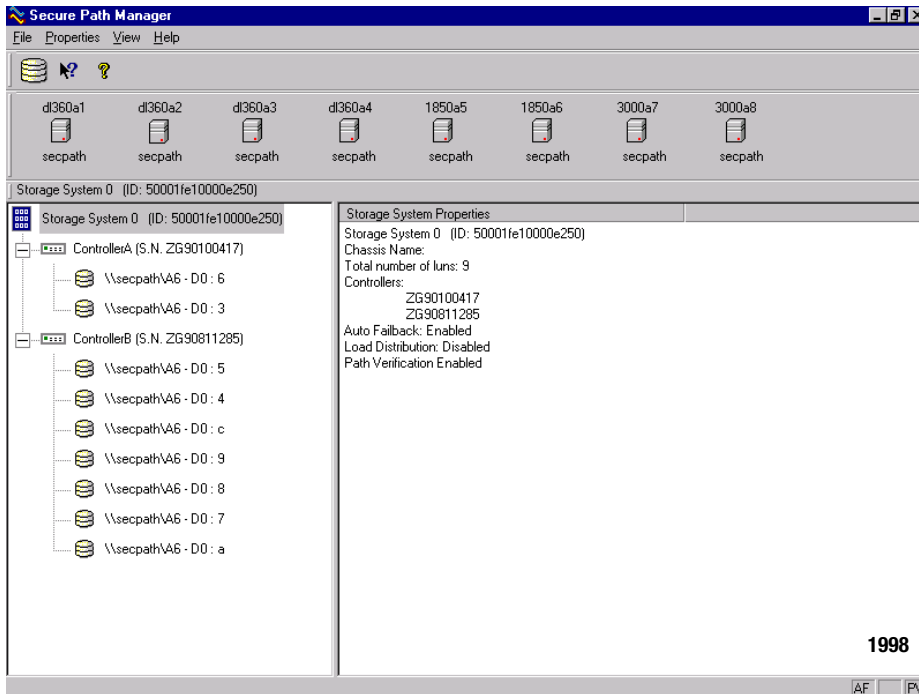 Secure Path Manager
File Properties View Help
dl360a1 dl360a2 dl360a3 dl360a4 1850a5 1850a6 3000a7 3000a8
secpath secpath secpath secpath secpath secpath secpath secpath
Storage System 0 (ID: 50001fe10000e250)
Storage System 0 (ID: 50001fe10000e250)
ControllerA (S.N. ZG90100417)
\\secpath\A6 - D0 : 6
\\secpath\A6 - D0 : 3
ControllerB (S.N. ZG90811285)
\\secpath\A6 - D0 : 5
\\secpath\A6 - D0 : 4
\\secpath\A6 - D0 : c
\\secpath\A6 - D0 : 9
\\secpath\A6 - D0 : 8
\\secpath\A6 - D0 : 7
\\secpath\A6 - D0 : a
Storage System Properties
Storage System 0 (ID: 50001fe10000e250)
Chassis Name:
Total number of luns: 9
Controllers:
ZG90100417
ZG90811285
Auto Failback: Enabled
Load Distribution: Disabled
Path Verification Enabled
1998
AF